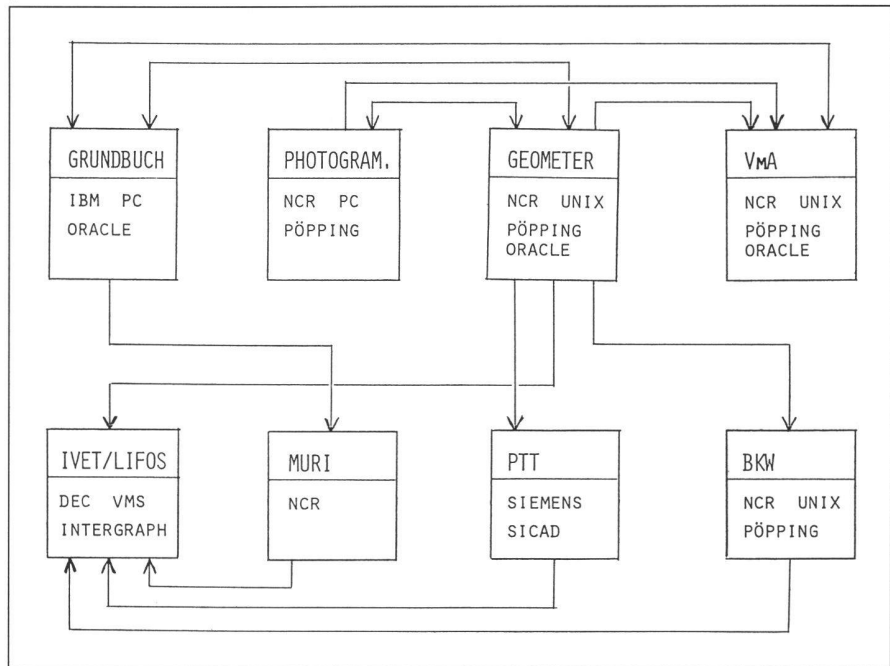 GRUNDBUCH
IBM PC
ORACLE
PHOTOGRAM.
NCR PC
PÖPPING
GEOMETER
NCR UNIX
PÖPPING
ORACLE
VMA
NCR UNIX
PÖPPING
ORACLE
IVET/LIFOS
DEC VMS
INTERGRAPH
MURI
NCR
PTT
SIEMENS
SICAD
BKW
NCR UNIX
PÖPPING